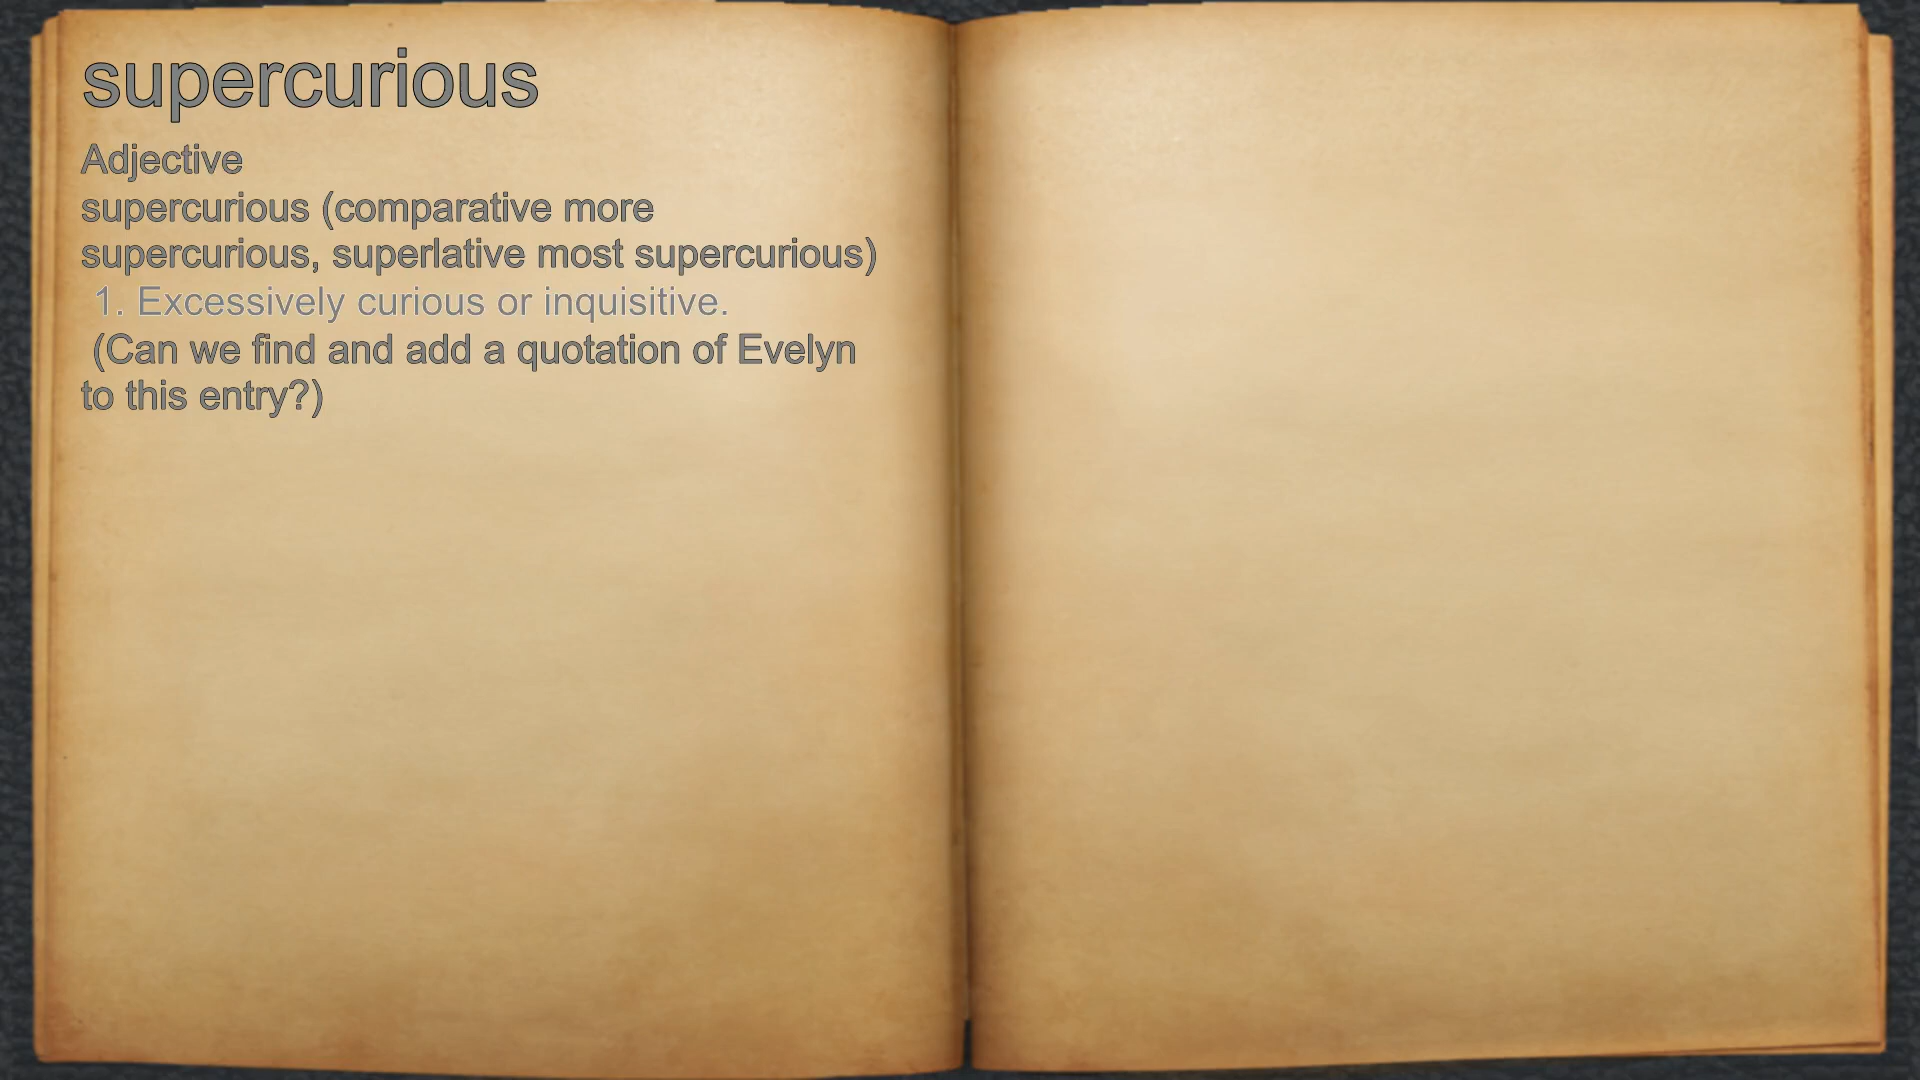 supercurious
Adjective
supercurious (comparative more
supercurious, superlative most supercurious)
1. Excessively curious or inquisitive.
(Can we find and add a quotation of Evelyn
to this entry?)